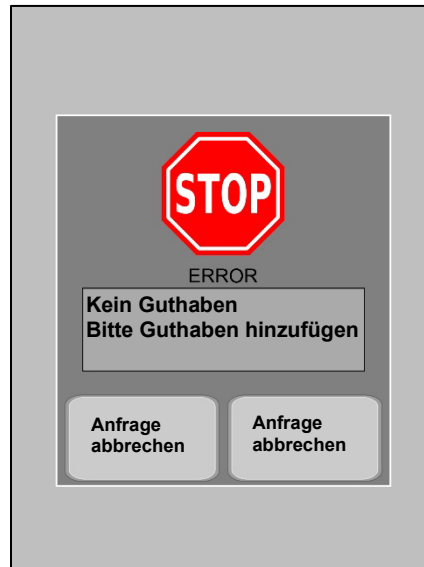 STOP
ERROR
Kein Guthaben
Bitte Guthaben hinzufügen
Anfrage
abbrechen
Anfrage
abbrechen